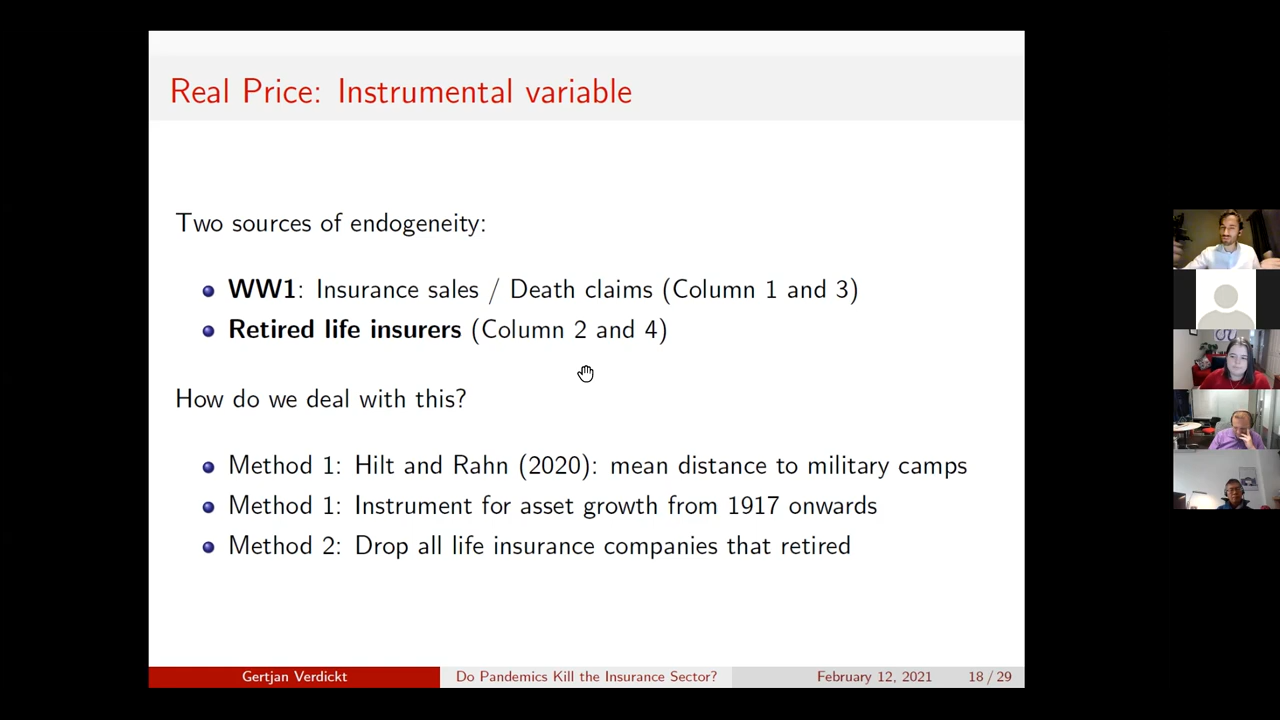 Real Price: Instrumental variable
Two sources of endogeneity:
WW1: Insurance sales / Death claims (Column 1 and 3)
Retired life insurers (Column 2 and 4)
How do we deal with this?
Method 1: Hilt and Rahn (2020): mean distance to military camps
Method 1: Instrument for asset growth from 1917 onwards
Method 2: Drop all life insurance companies that retired
Gertjan Verdickt
Do Pandemics Kill the Insurance Sector?
February 12, 2021
18 / 29